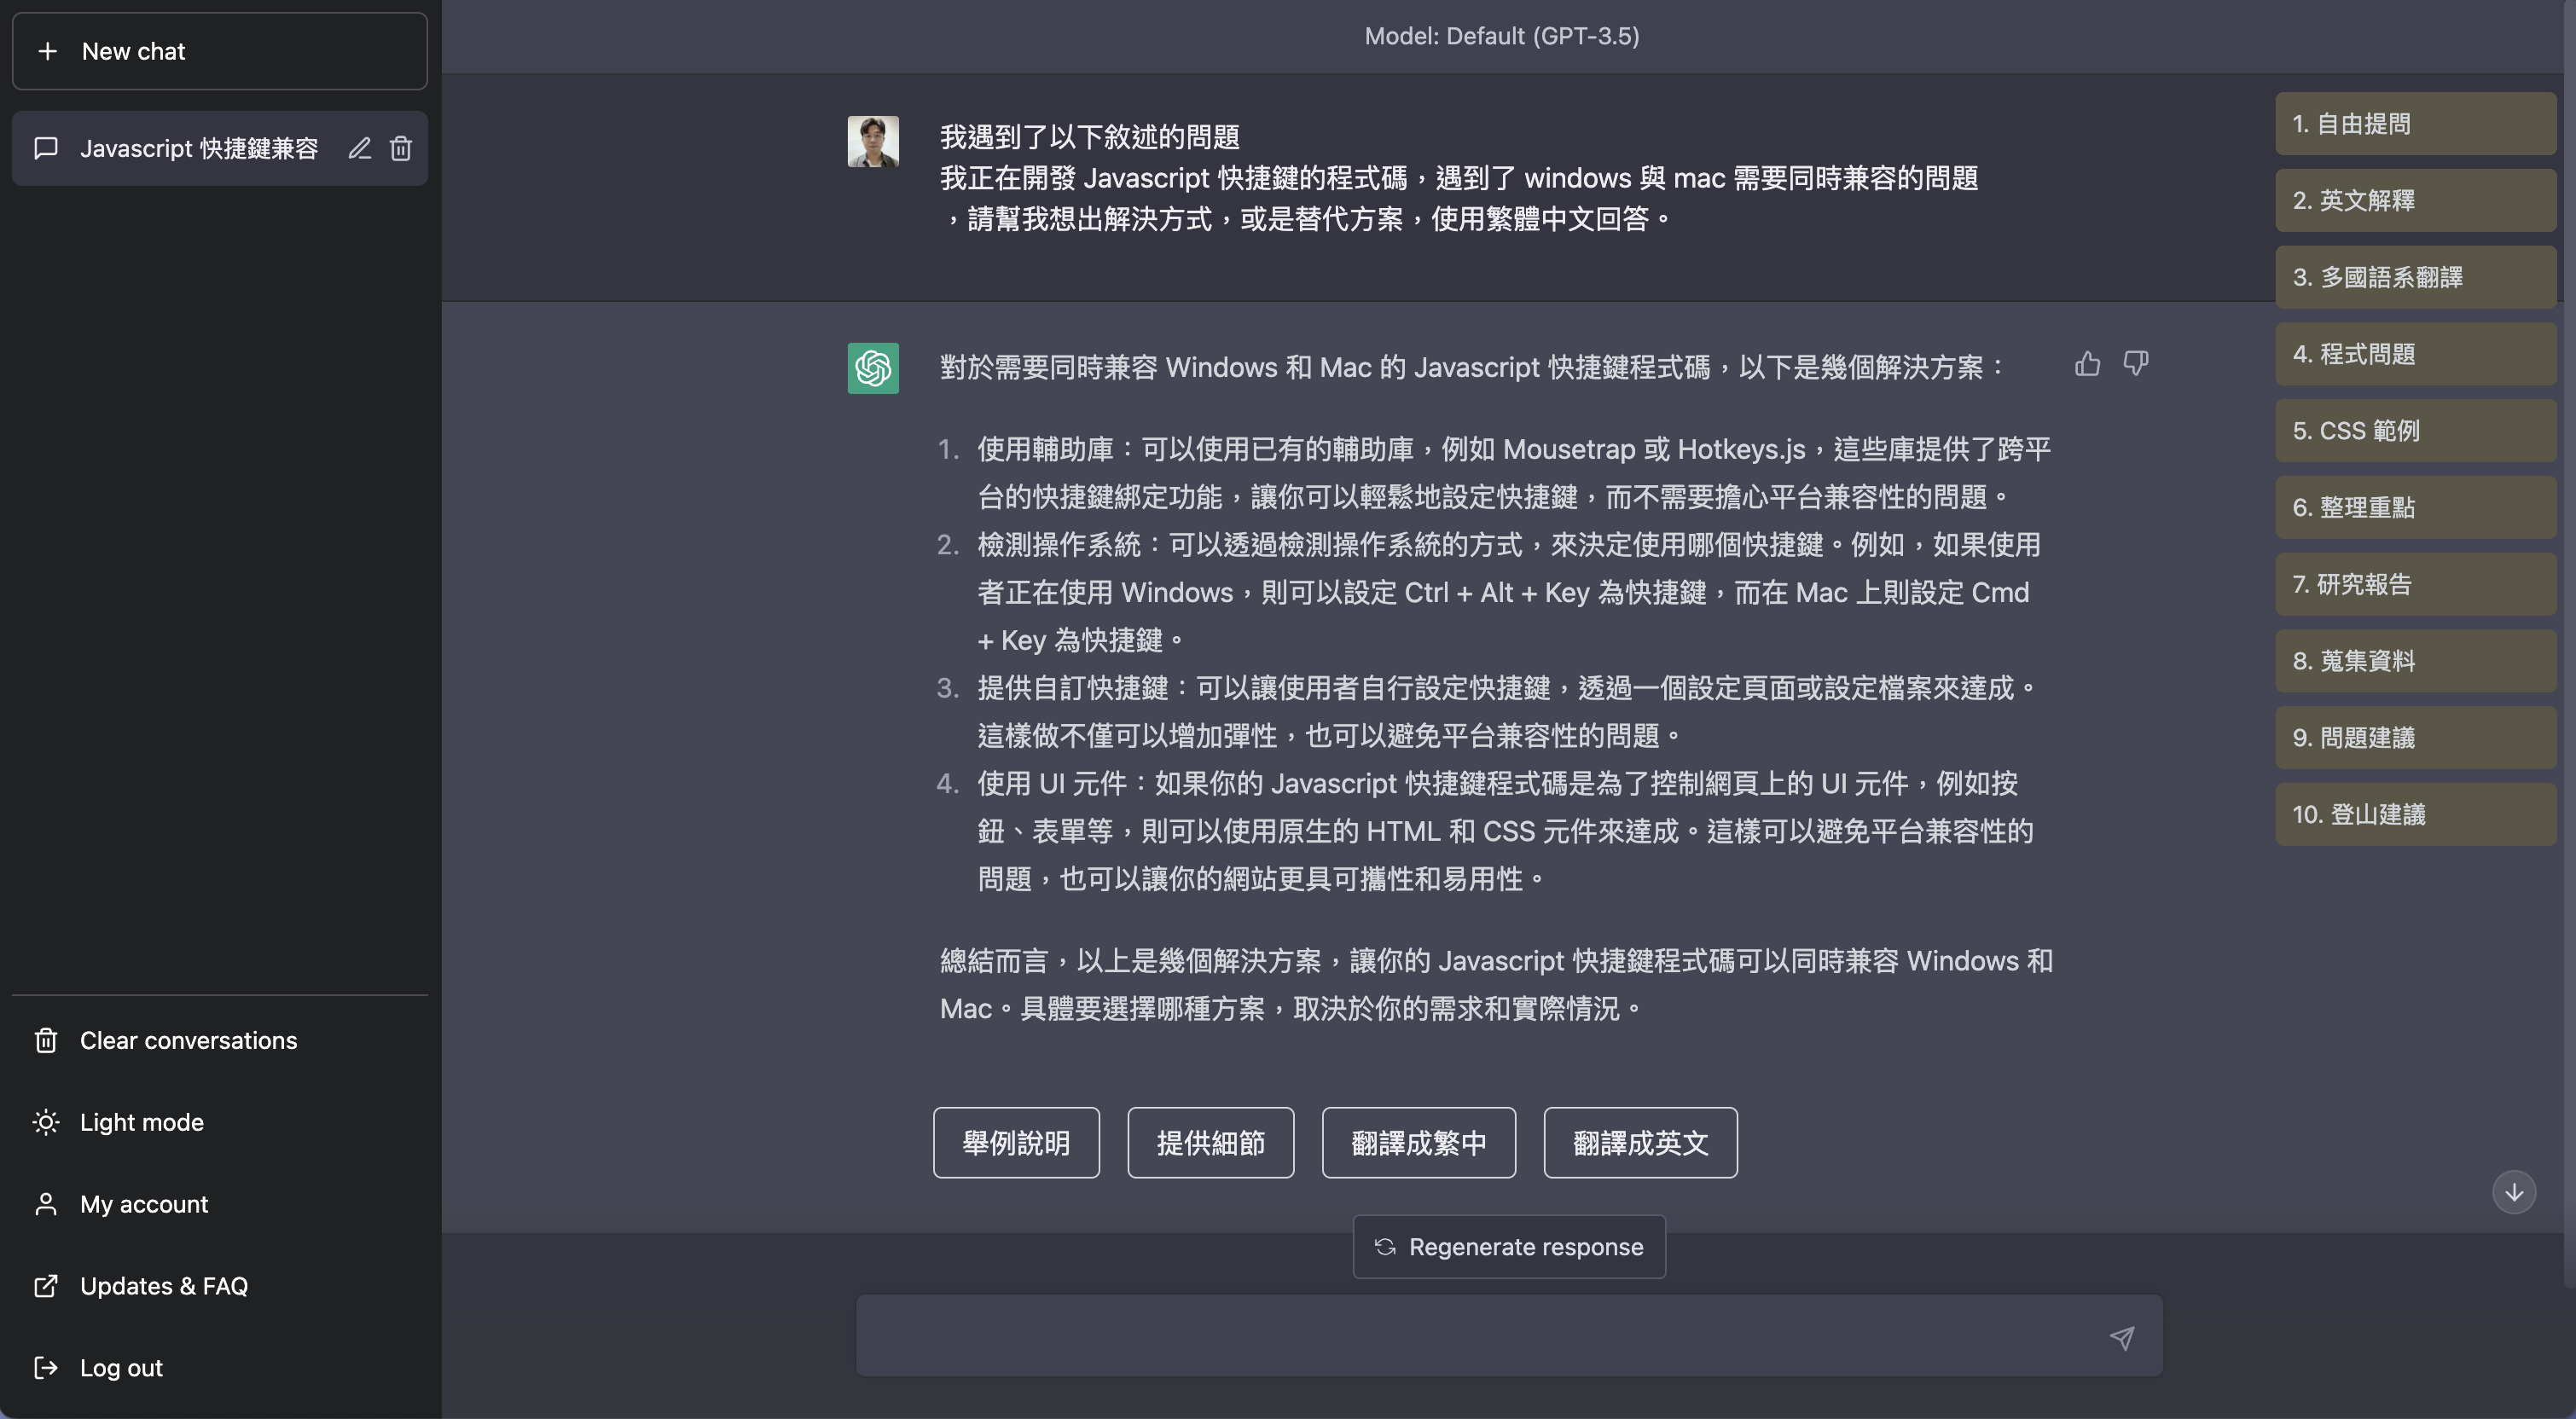 New chat
Javascript 快捷鍵兼容
Clear conversations
Light mode
My account
Updates & FAQ
Log out
Model: Default (GPT-3.5)
我遇到了以下敘述的問題
我正在開發 Javascript 快捷鍵的程式碼，遇到了 windows 與 mac 需要同時兼容的問題
，請幫我想出解決方式，或是替代方案，使用繁體中文回答。
對於需要同時兼容 Windows 和 Mac 的 Javascript 快捷鍵程式碼，以下是幾個解決方案：
1. 使用輔助庫：可以使用已有的輔助庫，例如 Mousetrap 或 Hotkeys.js，這些庫提供了跨平
台的快捷鍵綁定功能，讓你可以輕鬆地設定快捷鍵，而不需要擔心平台兼容性的問題。
2. 檢測操作系統：可以透過檢測操作系統的方式，來決定使用哪個快捷鍵。例如，如果使用
者正在使用 Windows，則可以設定 Ctrl + Alt + Key 為快捷鍵，而在 Mac 上則設定 Cmd
+ Key 為快捷鍵。
3. 提供自訂快捷鍵：可以讓使用者自行設定快捷鍵，透過一個設定頁面或設定檔案來達成。
這樣做不僅可以增加彈性，也可以避免平台兼容性的問題。
4. 使用 UI 元件：如果你的 Javascript 快捷鍵程式碼是為了控制網頁上的 UI 元件，例如按
鈕、表單等，則可以使用原生的 HTML 和 CSS 元件來達成。這樣可以避免平台兼容性的
問題，也可以讓你的網站更具可攜性和易用性。
總結而言，以上是幾個解決方案，讓你的 Javascript 快捷鍵程式碼可以同時兼容 Windows 和
Mac。具體要選擇哪種方案，取決於你的需求和實際情況。
舉例說明
提供細節
翻譯成繁中
翻譯成英文
Regenerate response
1. 自由提問
2. 英文解釋
3. 多國語系翻譯
4. 程式問題
5. CSS 範例
6. 整理重點
7. 研究報告
8. 蒐集資料
9. 問題建議
10. 登山建議